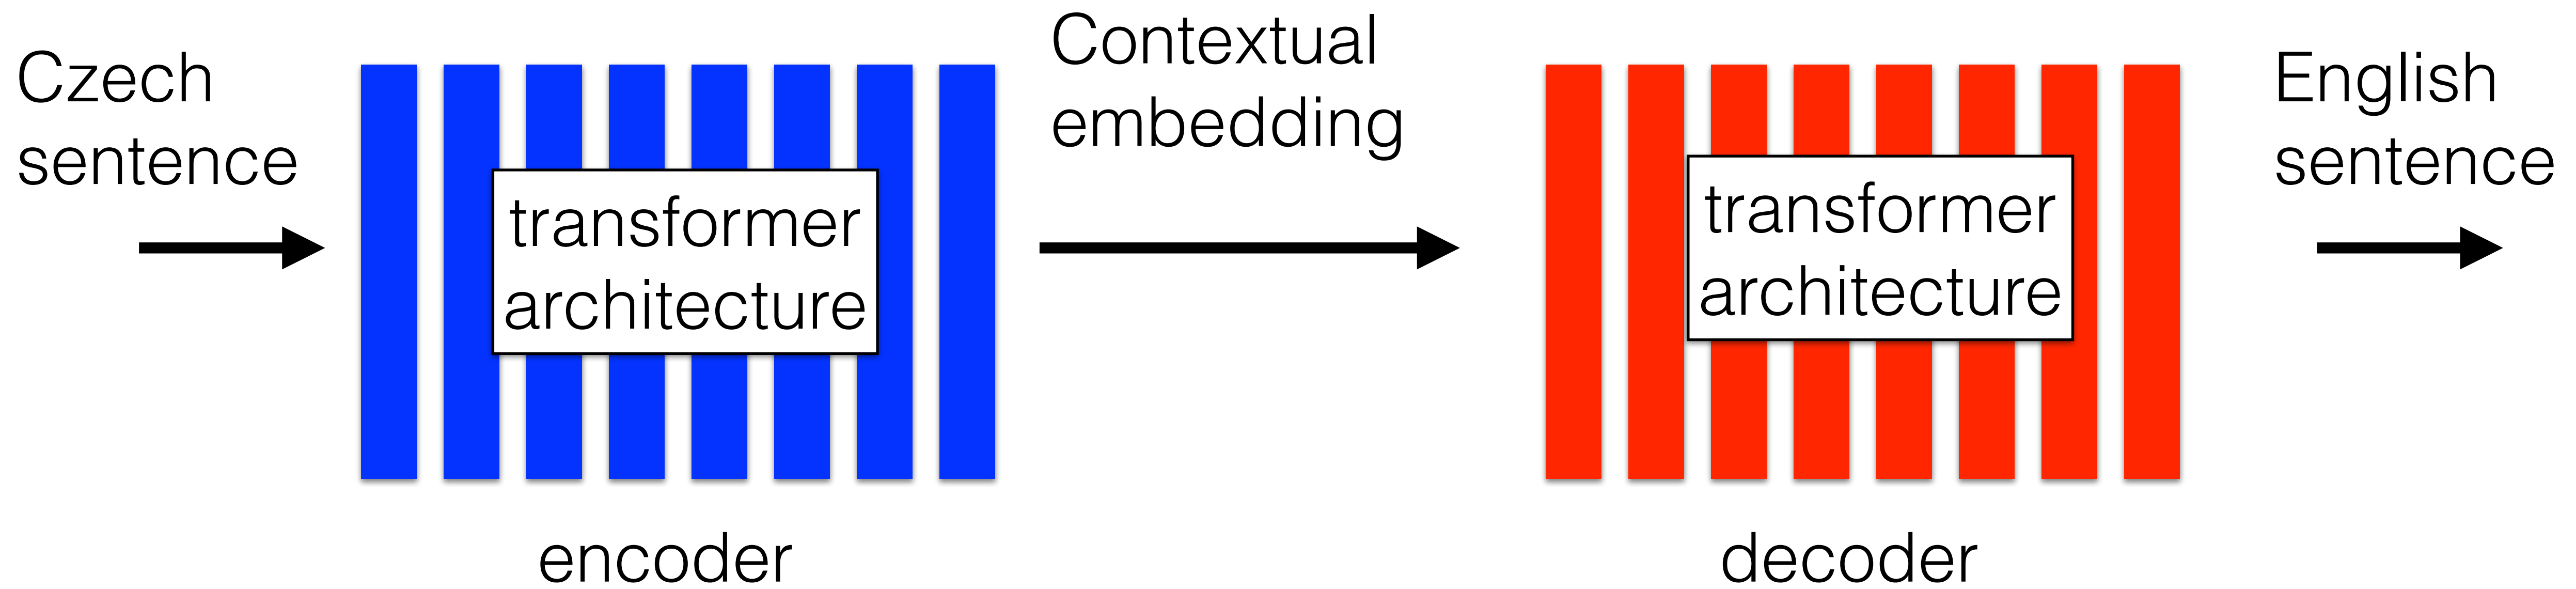 Czech
sentence
transformer
architecture
encoder
Contextual
embedding
transformer
architecture
decoder
English
sentence